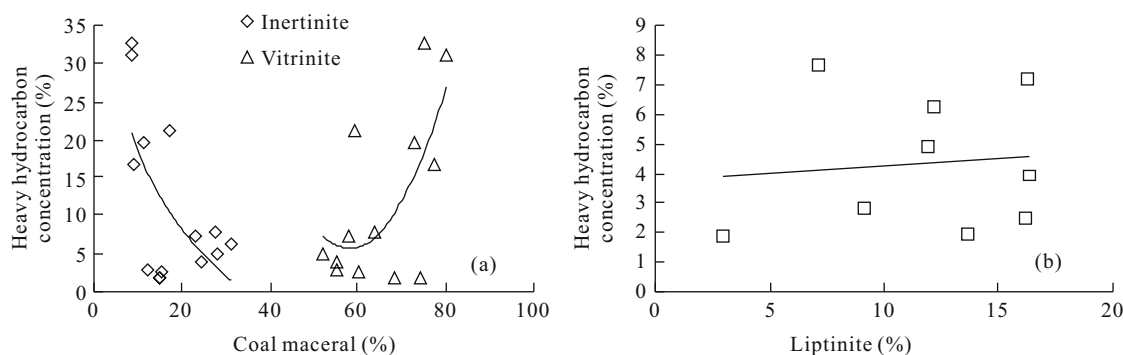 Heavy hydrocarbon
concentration (%)
35
30
25
20
15
10
5
0
Inertinite
Vitrinite
(a)
0 20 40 60 80 100
Coal maceral (%)
Heavy hydrocarbon
concentration (%)
9
8
7
6
5
4
3
2
1
0
(b)
0 5 10 15 20
Liptinite (%)